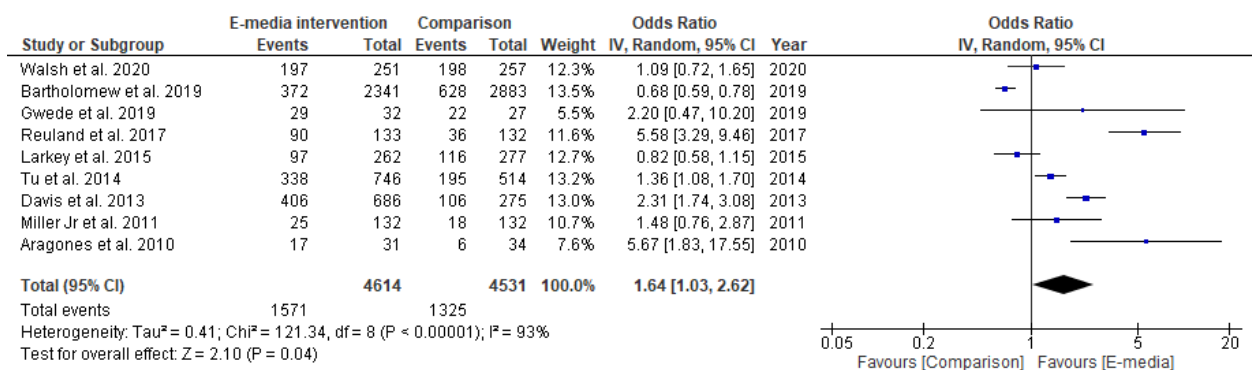 E-media intervention Comparison Odds Ratio Odds Ratio
Study or Subgroup Events Total Events Total Weight IV, Random, 95% CI Year IV, Random, 95% CI
Walsh et al. 2020 197 251 198 257 12.3% 1.09 [0.72, 1.65] 2020
Bartholomew et al. 2019 372 2341 628 2883 13.5% 0.68 [0.59, 0.78] 2019
Gwede et al. 2019 29 32 22 27 5.5% 2.20 [0.47, 10.20] 2019
Reuland et al. 2017 90 133 36 132 11.6% 5.58 [3.29, 9.46] 2017
Larkey et al. 2015 97 262 116 277 12.7% 0.82 [0.58, 1.15] 2015
Tu et al. 2014 338 746 195 514 13.2% 1.36 [1.08, 1.70] 2014
Davis et al. 2013 406 686 106 275 13.0% 2.31 [1.74, 3.08] 2013
Miller Jr et al. 2011 25 132 18 132 10.7% 1.48 [0.76, 2.87] 2011
Aragones et al. 2010 17 31 6 34 7.6% 5.67 [1.83, 17.55] 2010
Total (95% CI) 4614 4531 100.0% 1.64 [1.03, 2.62]
Total events 1571 1325
Heterogeneity: Tau² = 0.41; Chi² = 121.34, df = 8 (P < 0.00001); I² = 93%
Test for overall effect: Z = 2.10 (P = 0.04)
0.05 0.2 1 5 20
Favours [Comparison] Favours [E-media]